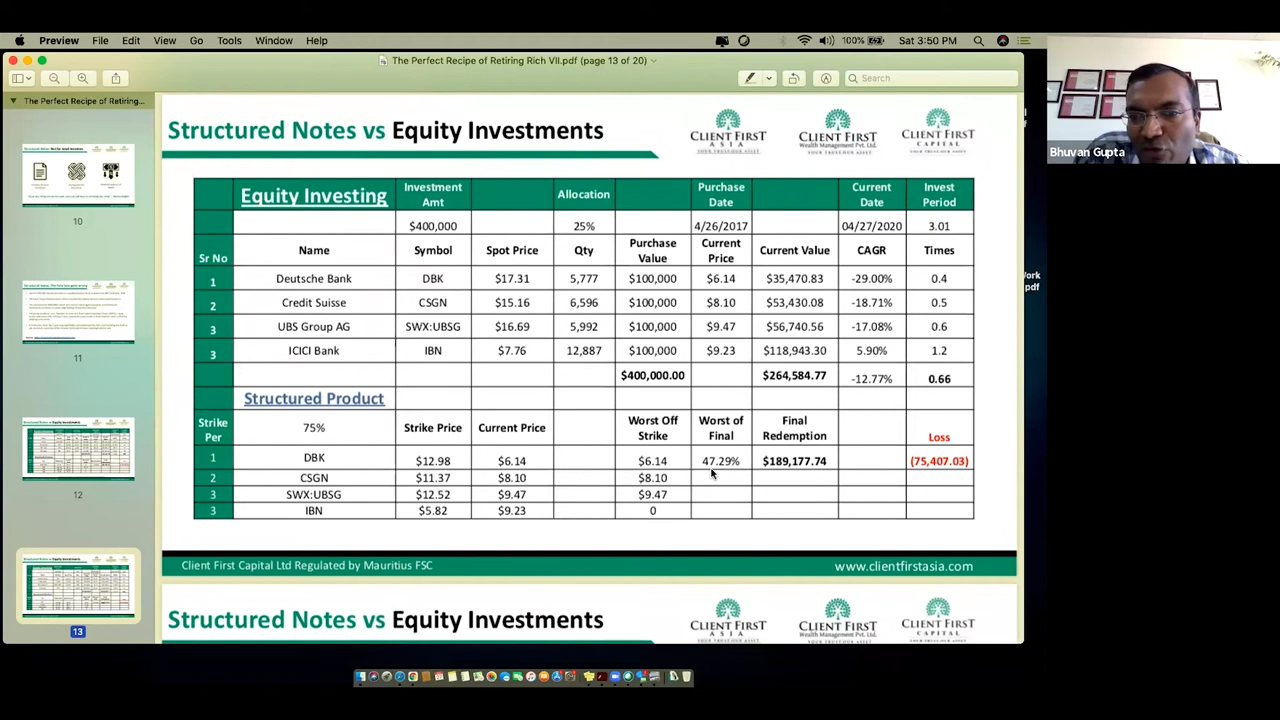 Preview File Edit View Go Tools Window Help 100% Sat 3:50 PM
The Perfect Recipe of Retiring Rich VII.pdf (page 13 of 20)
Search
The Perfect Recipe of Retiring...
10
11
12
13
Structured Notes vs Equity Investments
CLIENT FIRST
ASIA
YOUR TRUE ASSET
CLIENT FIRST
Wealth Management Pvt. Ltd.
YOUR TRUE ASSET
CLIENT FIRST
CAPITAL
YOUR TRUE ASSET
Equity Investing Investment Amt Allocation Purchase Date Current Date Invest Period
$400,000 25% 4/26/2017 04/27/2020 3.01
Sr No Name Symbol Spot Price Qty Purchase Value Current Price Current Value CAGR Times
1 Deutsche Bank DBK $17.31 5,777 $100,000 $6.14 $35,470.83 -29.00% 0.4
2 Credit Suisse CSGN $15.16 6,596 $100,000 $8.10 $53,430.08 -18.71% 0.5
3 UBS Group AG SWX:UBSG $16.69 5,992 $100,000 $9.47 $56,740.56 -17.08% 0.6
3 ICICI Bank IBN $7.76 12,887 $100,000 $9.23 $118,943.30 5.90% 1.2
$400,000.00 $264,584.77 -12.77% 0.66
Structured Product
Strike Per 75% Strike Price Current Price Worst Off Strike Worst of Final Final Redemption Loss
1 DBK $12.98 $6.14 $6.14 47.29% $189,177.74 (75,407.03)
2 CSGN $11.37 $8.10 $8.10
3 SWX:UBSG $12.52 $9.47 $9.47
3 IBN $5.82 $9.23 0
Client First Capital Ltd Regulated by Mauritius FSC www.clientfirstasia.com
Structured Notes vs Equity Investments
CLIENT FIRST
ASIA
CLIENT FIRST
Wealth Management Pvt. Ltd.
CLIENT FIRST
CAPITAL
Bhuvan Gupta